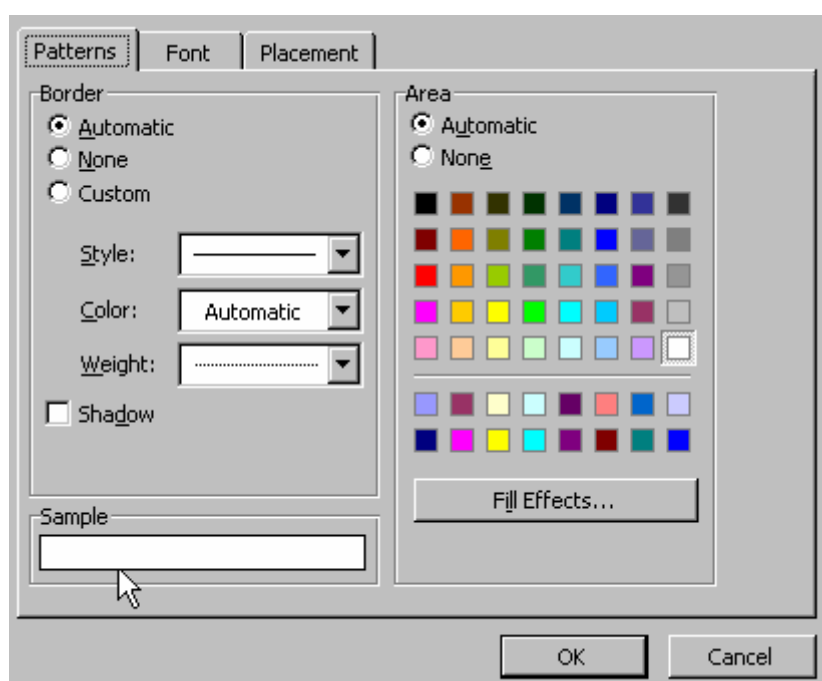 Patterns Font Placement
Border
Automatic
None
Custom
Style:
Color: Automatic
Weight:
Shadow
Sample
Area
Automatic
None
Fill Effects...
OK Cancel